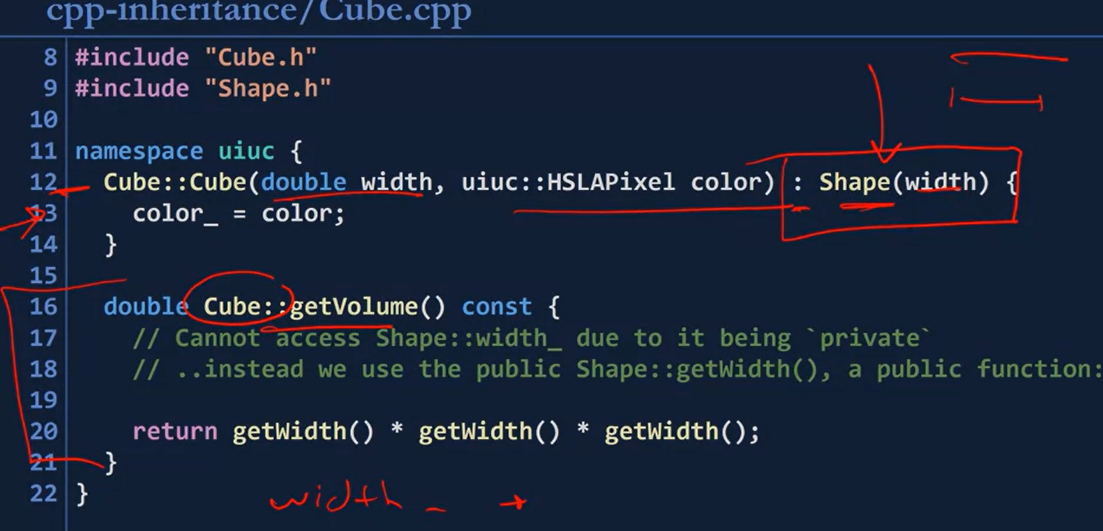 cpp-inheritance/Cube.cpp
8 #include "Cube.h"
9 #include "Shape.h"
10
11 namespace uiuc {
12 Cube::Cube(double width, uiuc::HSLAPixel color) : Shape(width) {
13 color_ = color;
14 }
15
16 double Cube::getVolume() const {
17 // Cannot access Shape::width_ due to it being `private`
18 // ..instead we use the public Shape::getWidth(), a public function:
19
20 return getWidth() * getWidth() * getWidth();
21 }
22 }
width_